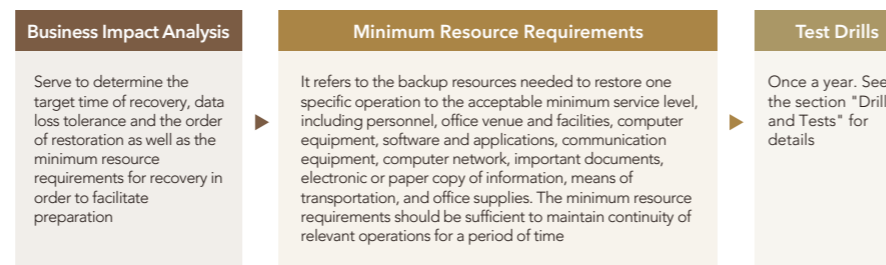 Business Impact Analysis
Serve to determine the
target time of recovery, data
loss tolerance and the order
of restoration as well as the
minimum resource
requirements for recovery in
order to facilitate
preparation
Minimum Resource Requirements
It refers to the backup resources needed to restore one
specific operation to the acceptable minimum service level,
including personnel, office venue and facilities, computer
equipment, software and applications, communication
equipment, computer network, important documents,
electronic or paper copy of information, means of
transportation, and office supplies. The minimum resource
requirements should be sufficient to maintain continuity of
relevant operations for a period of time
Test Drills
Once a year. See
the section "Drill
and Tests" for
details